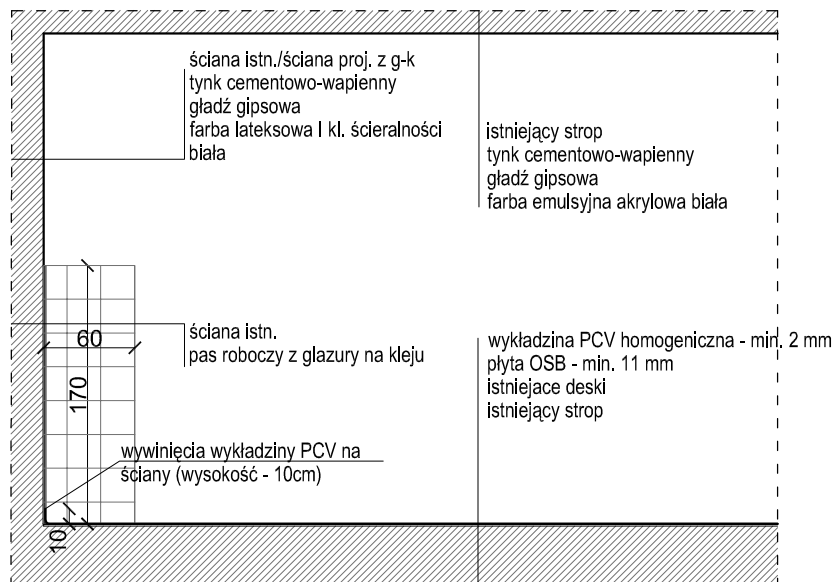 ściana istn./ściana proj. z g-k
tynk cementowo-wapienny
gładź gipsowa
farba lateksowa I kl. ścieralności
biała
istniejący strop
tynk cementowo-wapienny
gładź gipsowa
farba emulsyjna akrylowa biała
ściana istn.
pas roboczy z glazury na kleju
60
170
wykładzina PCV homogeniczna - min. 2 mm
płyta OSB - min. 11 mm
istniejace deski
istniejący strop
wywinięcia wykładziny PCV na
ściany (wysokość - 10cm)
10